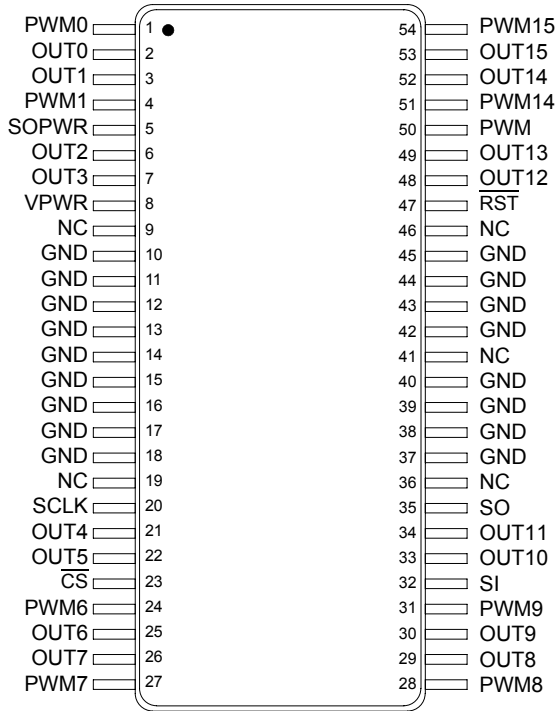 PWM0 1 54 PWM15
OUT0 2 53 OUT15
OUT1 3 52 OUT14
PWM1 4 51 PWM14
SOPWR 5 50 PWM
OUT2 6 49 OUT13
OUT3 7 48 OUT12
VPWR 8 47 RST
NC 9 46 NC
GND 10 45 GND
GND 11 44 GND
GND 12 43 GND
GND 13 42 GND
GND 14 41 NC
GND 15 40 GND
GND 16 39 GND
GND 17 38 GND
GND 18 37 GND
NC 19 36 NC
SCLK 20 35 SO
OUT4 21 34 OUT11
OUT5 22 33 OUT10
CS 23 32 SI
PWM6 24 31 PWM9
OUT6 25 30 OUT9
OUT7 26 29 OUT8
PWM7 27 28 PWM8